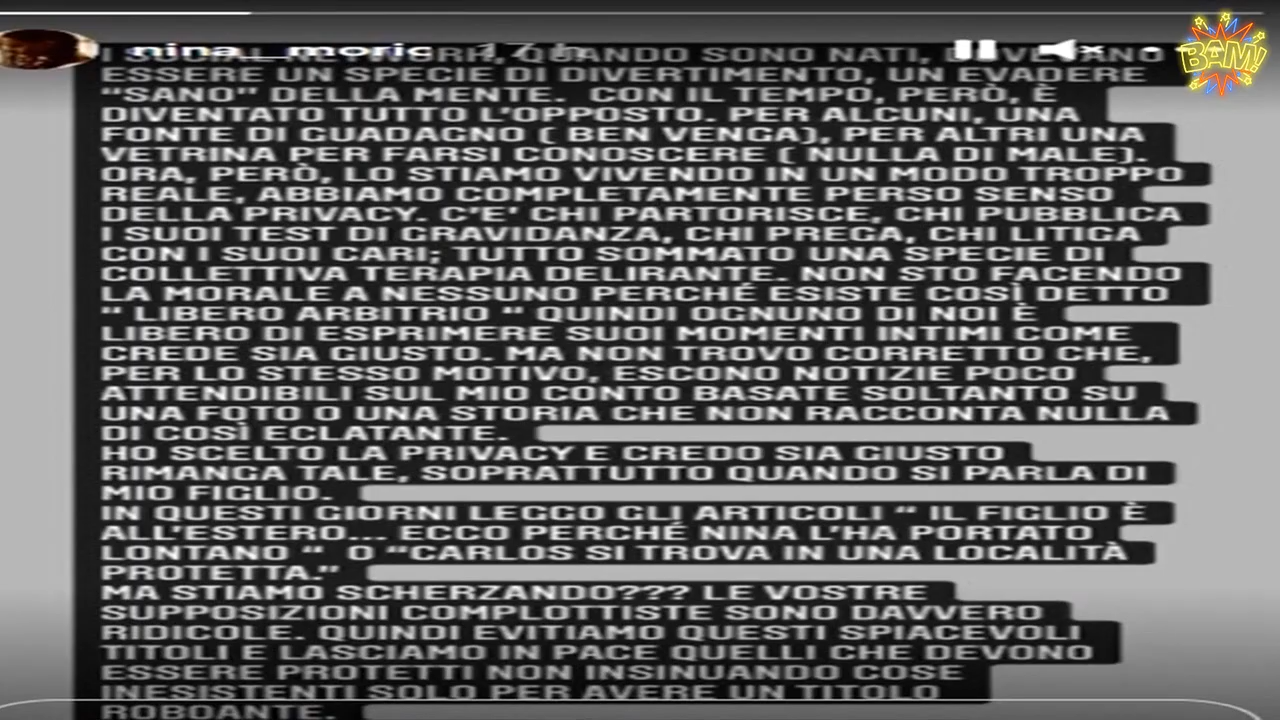 nina__moric 17 h
BAM!
I SOCIAL NETWORK, QUANDO SONO NATI, DOVEVANO
ESSERE UN SPECIE DI DIVERTIMENTO, UN EVADERE
“SANO” DELLA MENTE. CON IL TEMPO, PERÒ, È
DIVENTATO TUTTO L'OPPOSTO. PER ALCUNI, UNA
FONTE DI GUADAGNO ( BEN VENGA), PER ALTRI UNA
VETRINA PER FARSI CONOSCERE ( NULLA DI MALE).
ORA, PERÒ, LO STIAMO VIVENDO IN UN MODO TROPPO
REALE, ABBIAMO COMPLETAMENTE PERSO SENSO
DELLA PRIVACY. C'E' CHI PARTORISCE, CHI PUBBLICA
I SUOI TEST DI GRAVIDANZA, CHI PREGA, CHI LITIGA
CON I SUOI CARI; TUTTO SOMMATO UNA SPECIE DI
COLLETTIVA TERAPIA DELIRANTE. NON STO FACENDO
LA MORALE A NESSUNO PERCHÉ ESISTE COSÌ DETTO
“ LIBERO ARBITRIO “ QUINDI OGNUNO DI NOI È
LIBERO DI ESPRIMERE SUOI MOMENTI INTIMI COME
CREDE SIA GIUSTO. MA NON TROVO CORRETTO CHE,
PER LO STESSO MOTIVO, ESCONO NOTIZIE POCO
ATTENDIBILI SUL MIO CONTO BASATE SOLTANTO SU
UNA FOTO O UNA STORIA CHE NON RACCONTA NULLA
DI COSÌ ECLATANTE.
HO SCELTO LA PRIVACY E CREDO SIA GIUSTO
RIMANGA TALE, SOPRATTUTTO QUANDO SI PARLA DI
MIO FIGLIO.
IN QUESTI GIORNI LEGGO GLI ARTICOLI “ IL FIGLIO È
ALL'ESTERO... ECCO PERCHÉ NINA L'HA PORTATO
LONTANO “ O “CARLOS SI TROVA IN UNA LOCALITÀ
PROTETTA.”
MA STIAMO SCHERZANDO??? LE VOSTRE
SUPPOSIZIONI COMPLOTTISTE SONO DAVVERO
RIDICOLE. QUINDI EVITIAMO QUESTI SPIACEVOLI
TITOLI E LASCIAMO IN PACE QUELLI CHE DEVONO
ESSERE PROTETTI NON INSINUANDO COSE
INESISTENTI SOLO PER AVERE UN TITOLO
ROBOANTE.